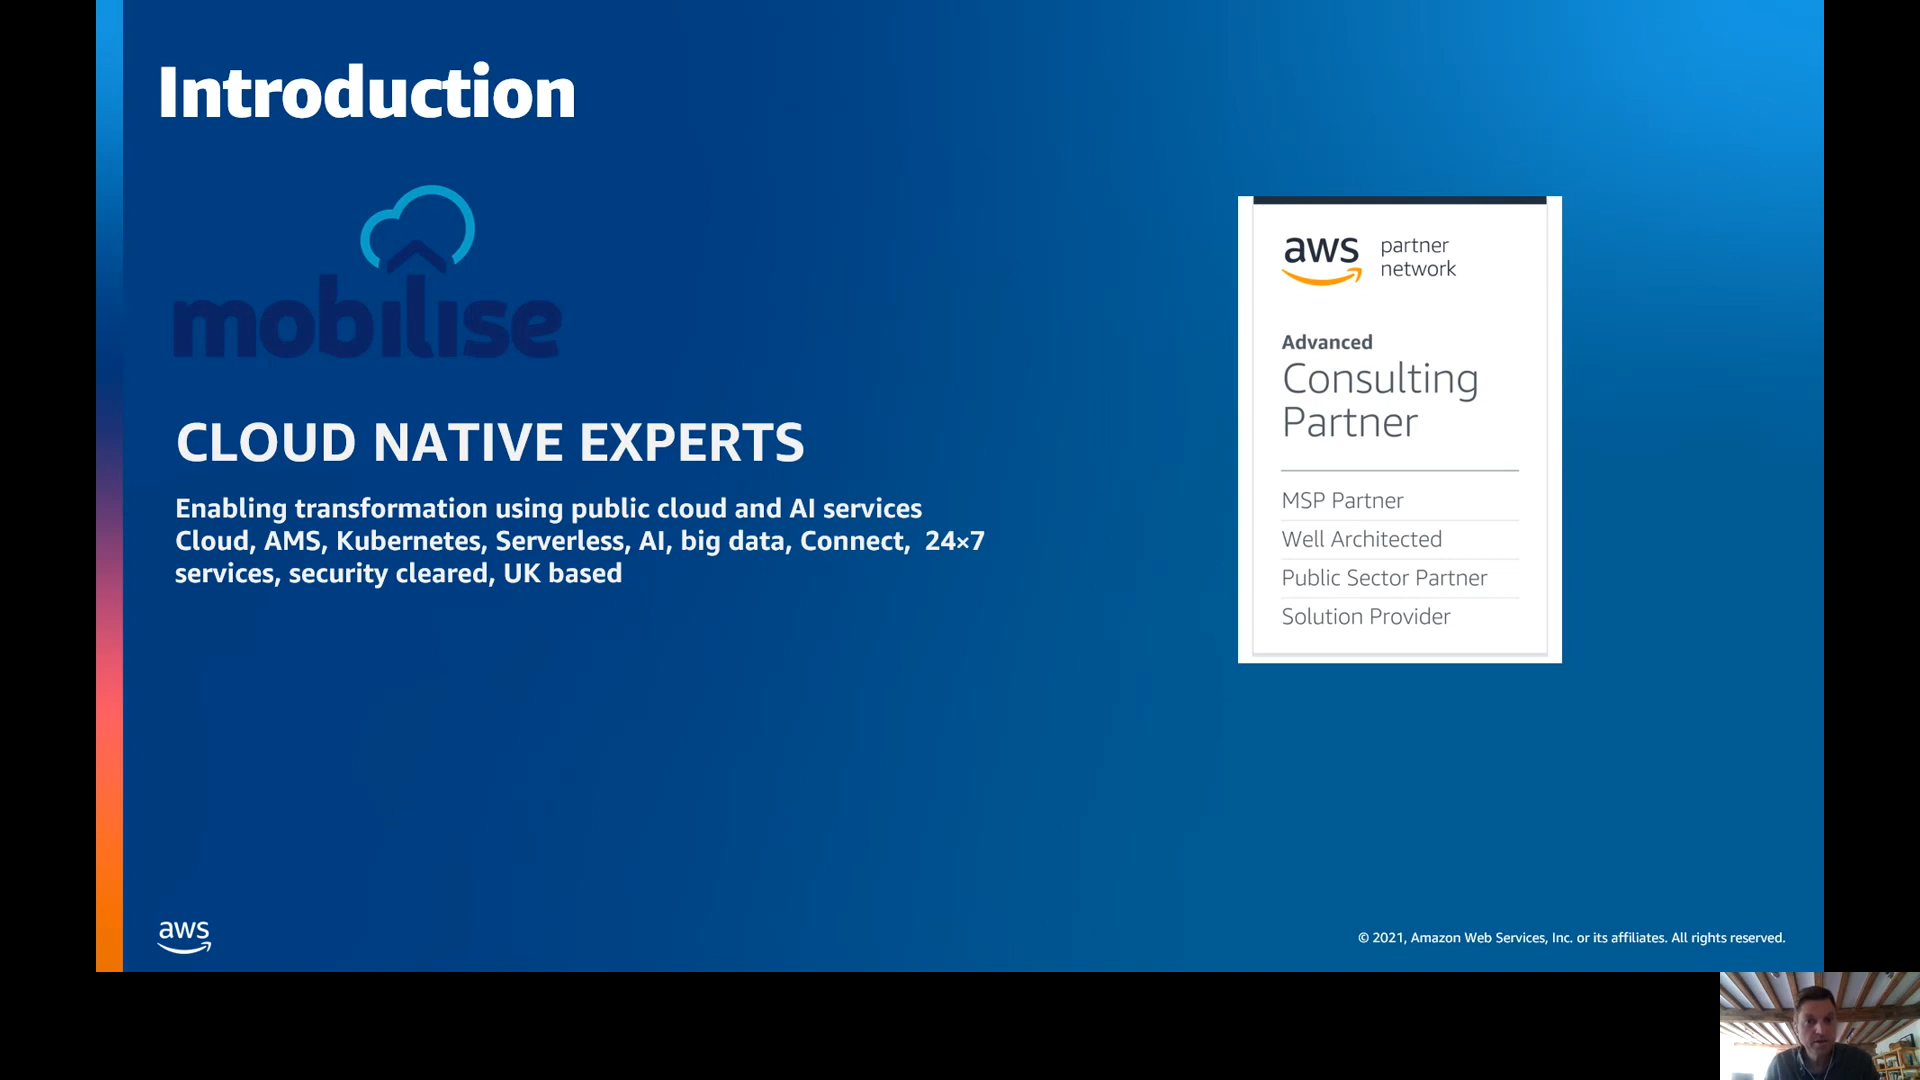 Introduction
mobilise
CLOUD NATIVE EXPERTS
Enabling transformation using public cloud and AI services
Cloud, AMS, Kubernetes, Serverless, AI, big data, Connect,  24×7
services, security cleared, UK based
aws partner
network
Advanced
Consulting
Partner
MSP Partner
Well Architected
Public Sector Partner
Solution Provider
aws
© 2021, Amazon Web Services, Inc. or its affiliates. All rights reserved.